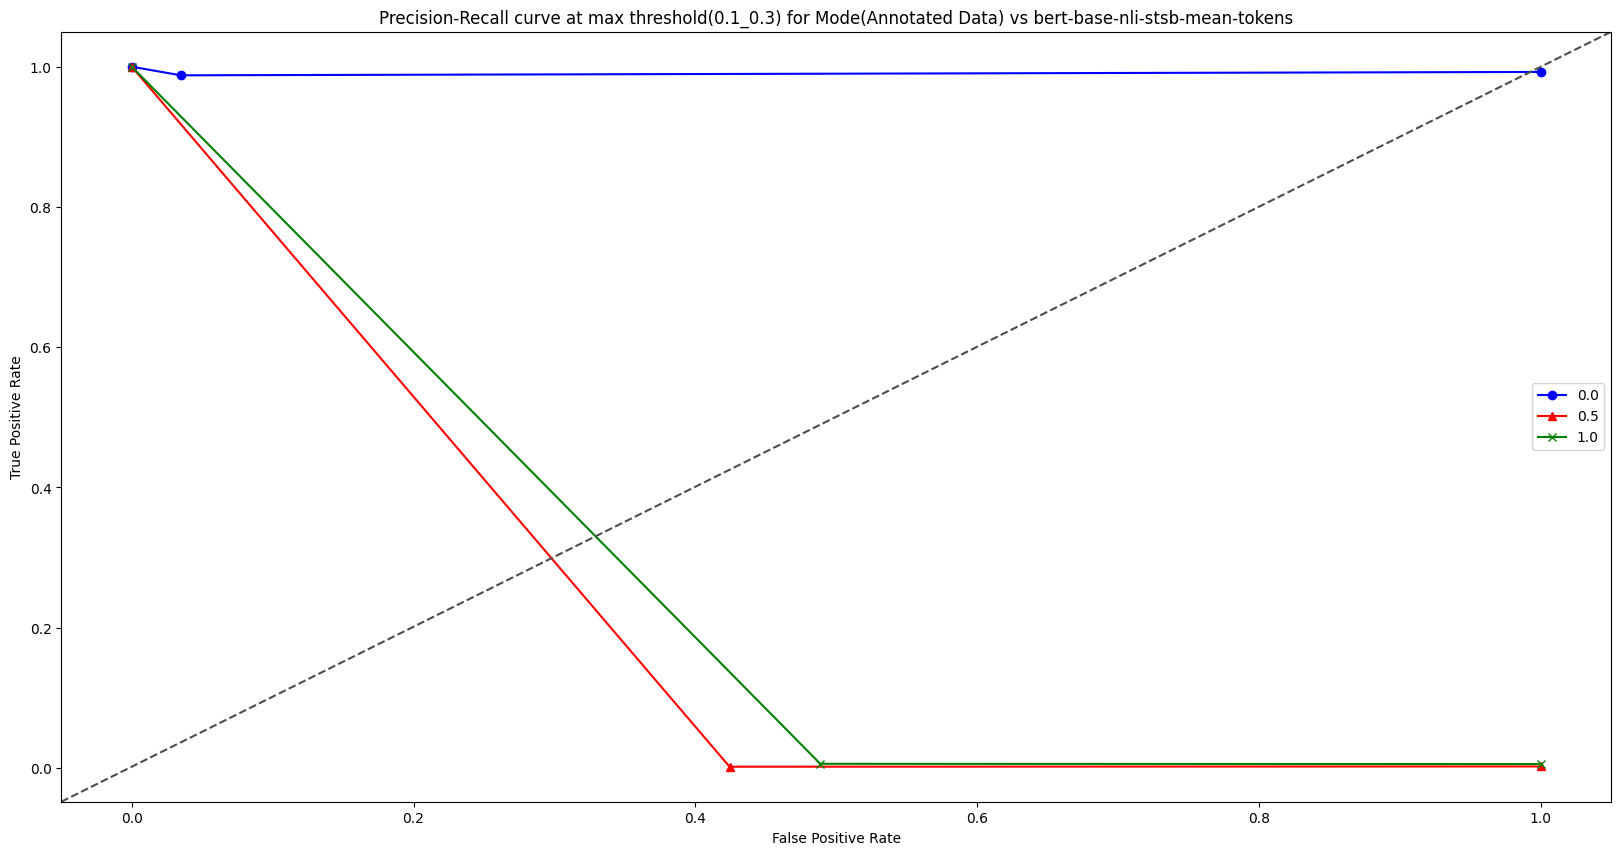 Precision-Recall curve at max threshold(0.1_0.3) for Mode(Annotated Data) vs bert-base-nli-stsb-mean-tokens
1.0
0.8
0.6
0.4
0.2
0.0
True Positive Rate
0.0
0.5
1.0
0.0 0.2 0.4 0.6 0.8 1.0
False Positive Rate